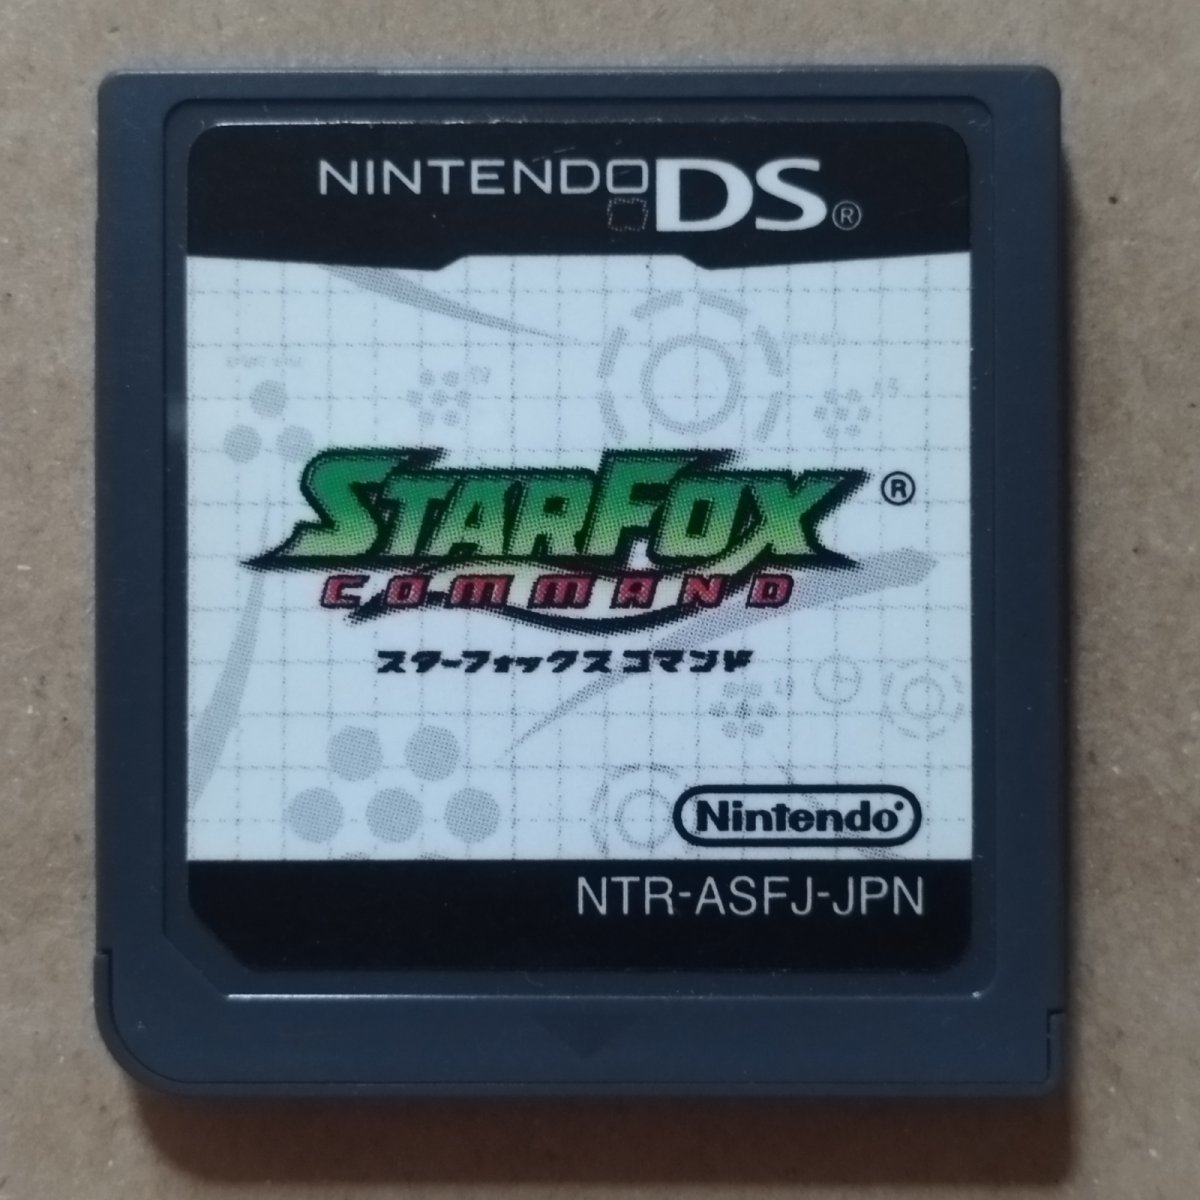 NINTENDO DS®
STARFOX ®
COMMAND
スターフォックス コマンド
Nintendo®
NTR-ASFJ-JPN